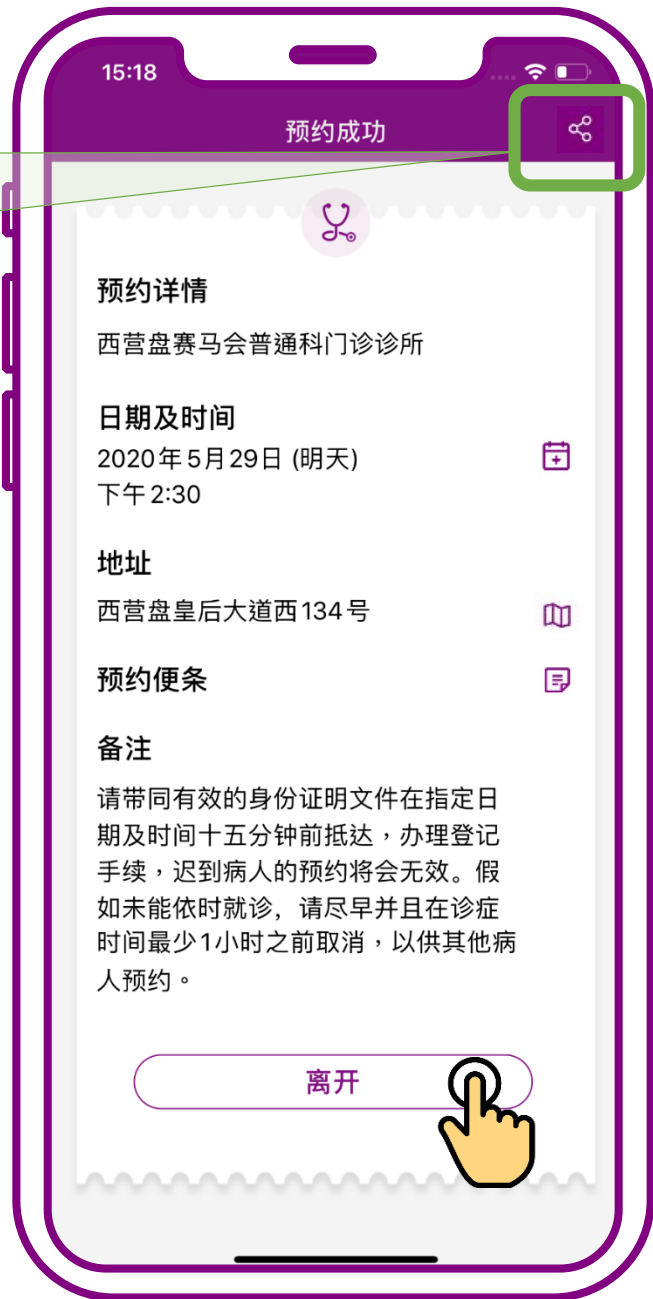 15:18
预约成功
预约详情
西营盘赛马会普通科门诊诊所
日期及时间
2020年5月29日 (明天)
下午2:30
地址
西营盘皇后大道西134号
预约便条
备注
请带同有效的身份证明文件在指定日
期及时间十五分钟前抵达，办理登记
手续，迟到病人的预约将会无效。假
如未能依时就诊，请尽早并且在诊症
时间最少1小时之前取消，以供其他病
人预约。
离开